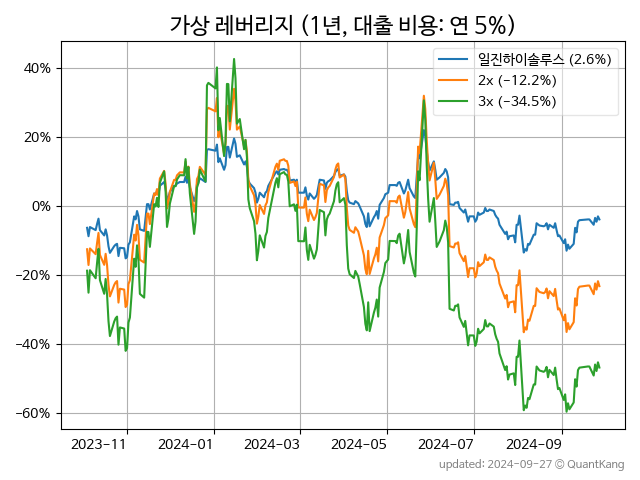 가상 레버리지 (1년, 대출 비용: 연 5%)
일진하이솔루스 (2.6%)
2x (−12.2%)
3x (−34.5%)
40%
20%
0%
−20%
−40%
−60%
2023-11 2024-01 2024-03 2024-05 2024-07 2024-09
updated: 2024-09-27 © QuantKang